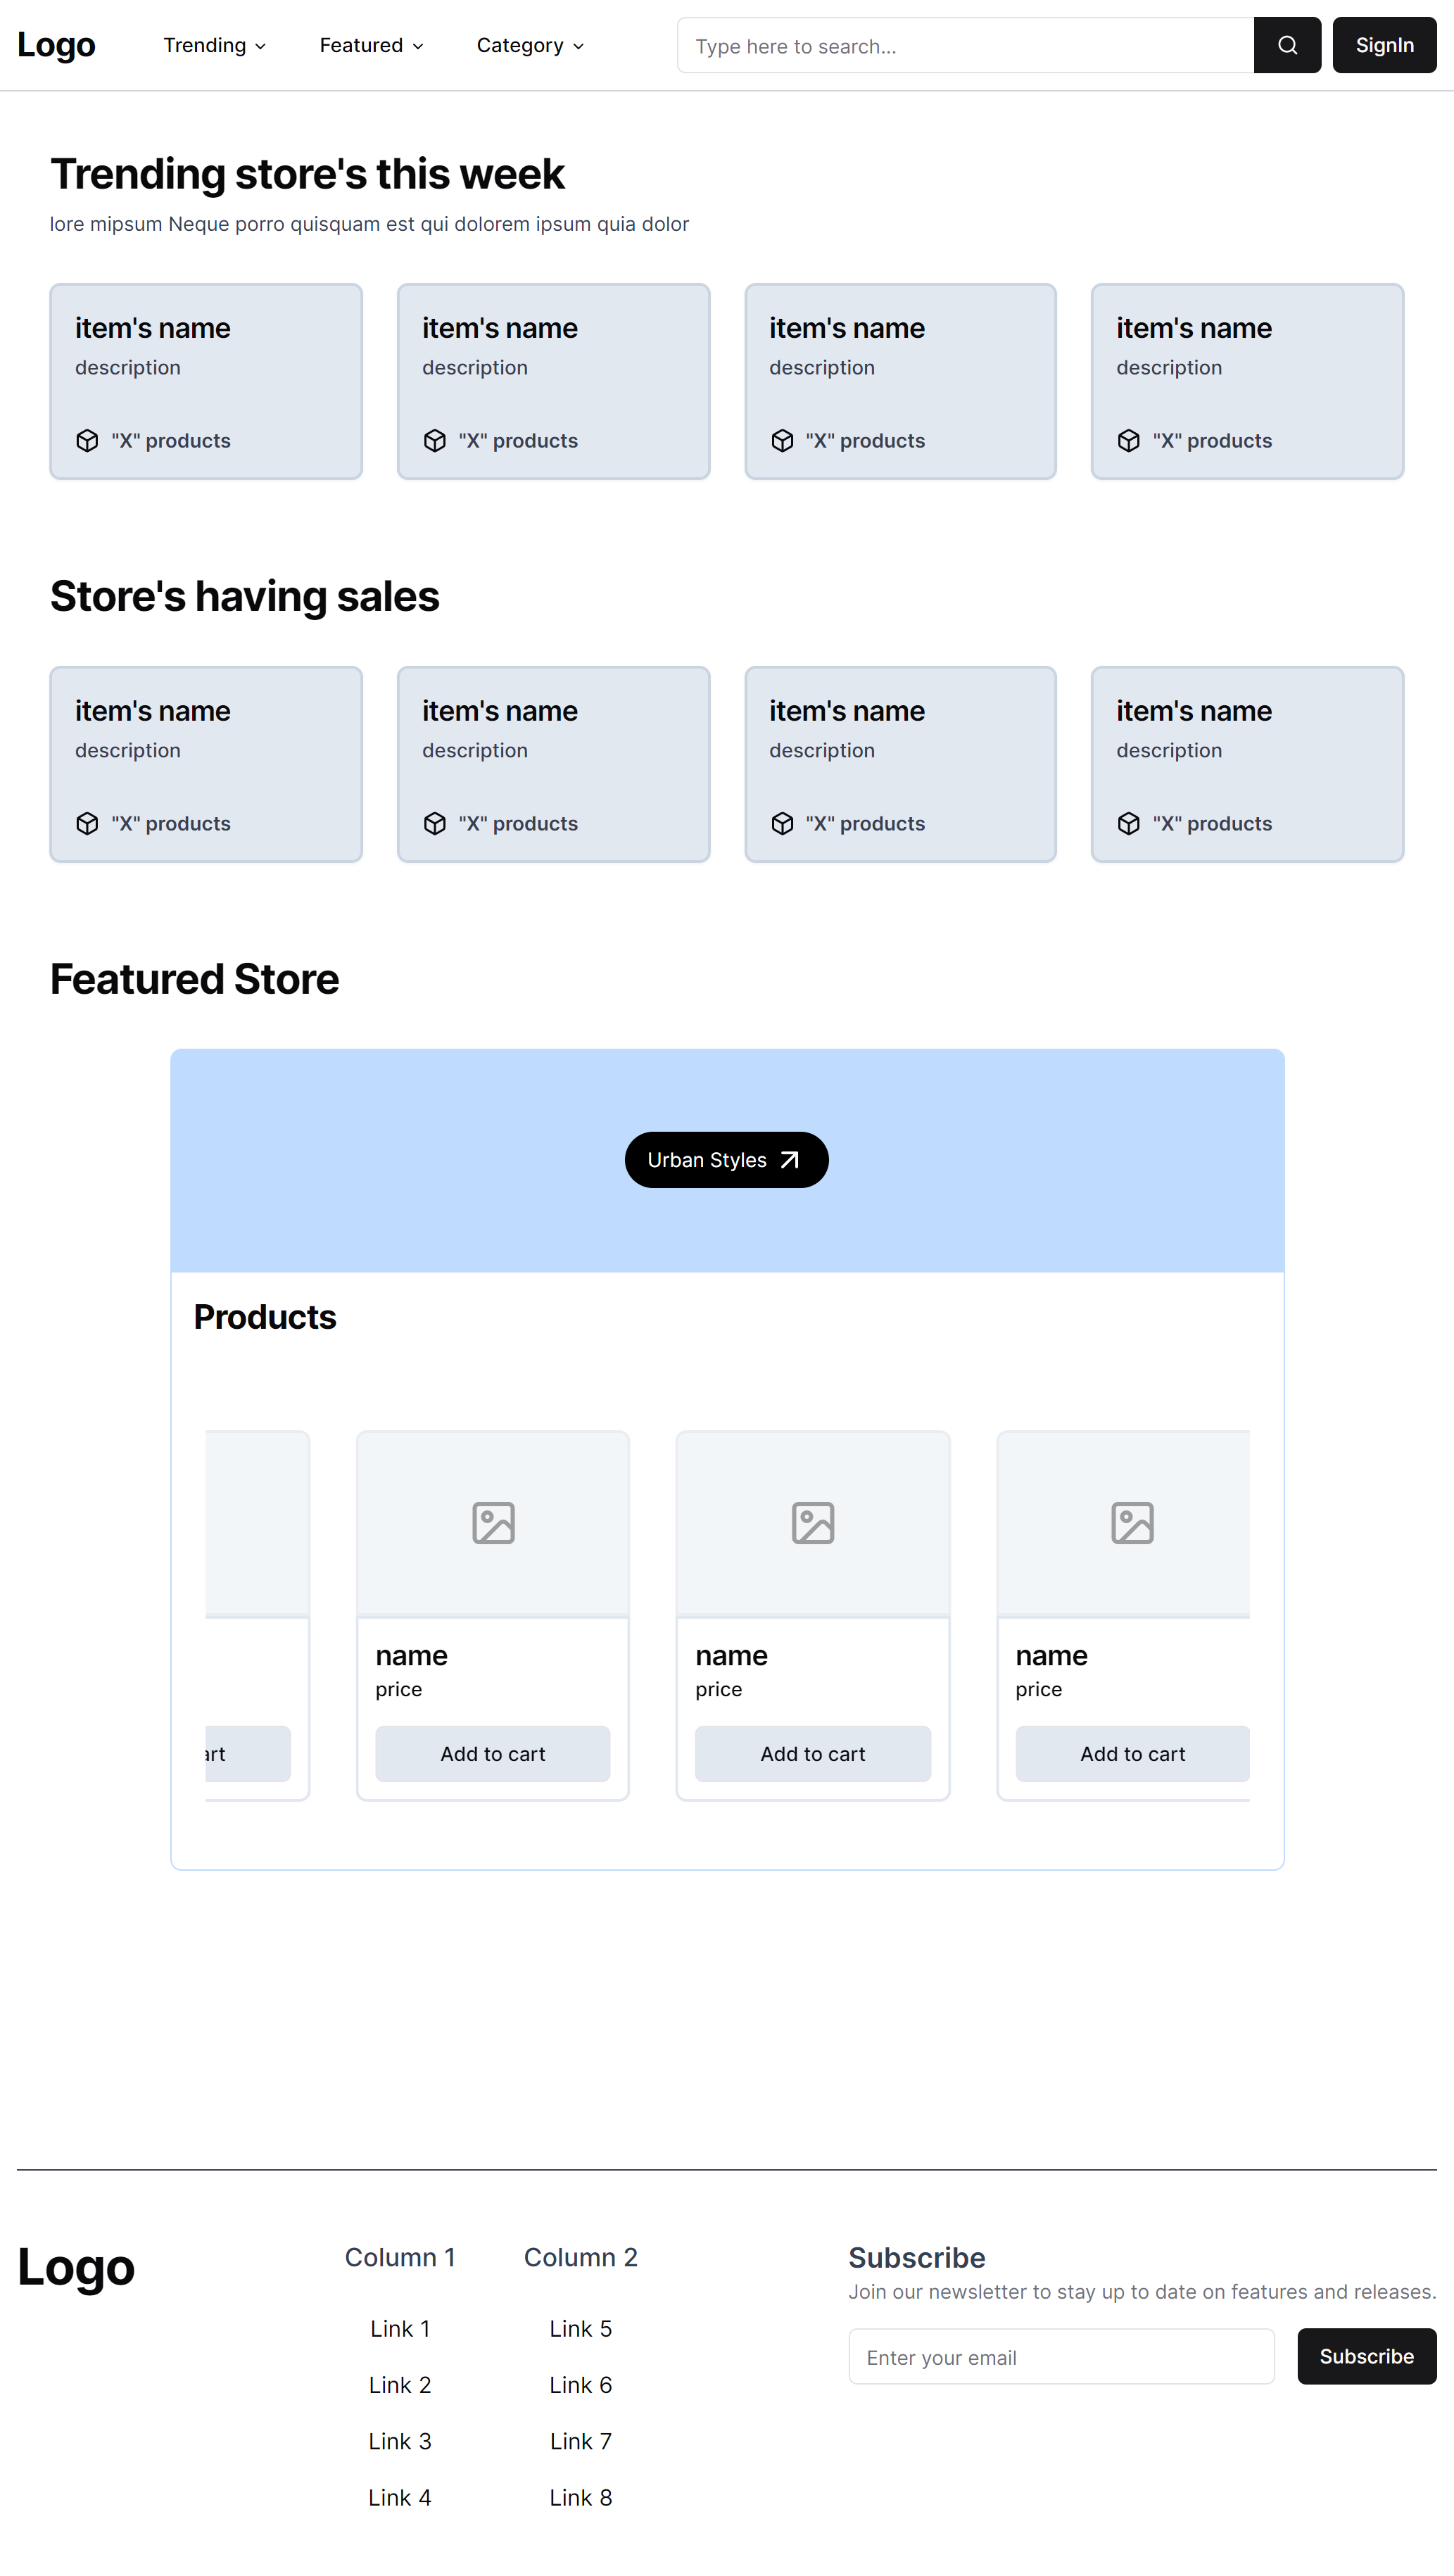 Logo
Trending
Featured
Category
Type here to search...
SignIn
Trending store's this week
lore mipsum Neque porro quisquam est qui dolorem ipsum quia dolor
item's name
description
"X" products
item's name
description
"X" products
item's name
description
"X" products
item's name
description
"X" products
Store's having sales
item's name
description
"X" products
item's name
description
"X" products
item's name
description
"X" products
item's name
description
"X" products
Featured Store
Urban Styles
Products
art
name
price
Add to cart
name
price
Add to cart
name
price
Add to cart
Logo
Column 1
Link 1
Link 2
Link 3
Link 4
Column 2
Link 5
Link 6
Link 7
Link 8
Subscribe
Join our newsletter to stay up to date on features and releases.
Enter your email
Subscribe